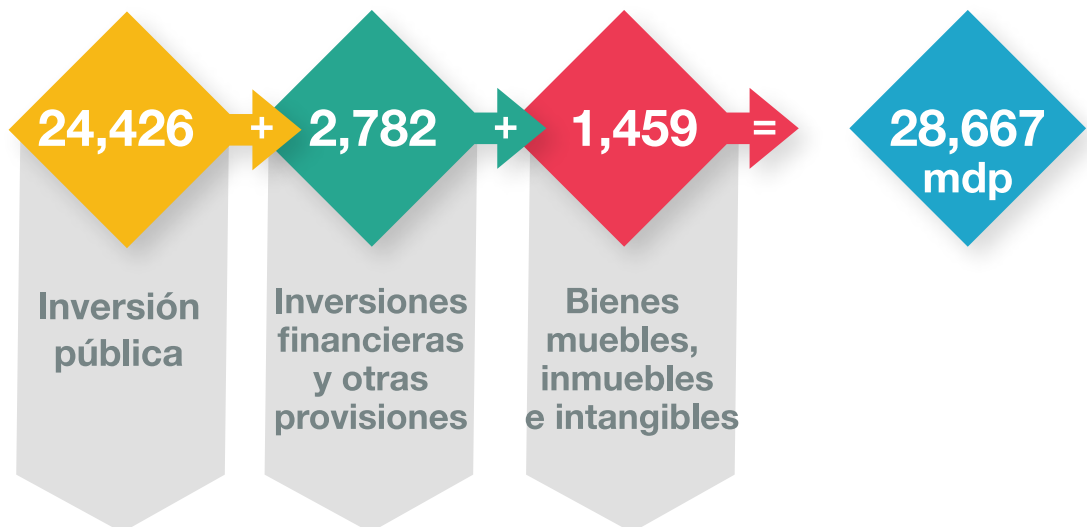 24,426 + 2,782 + 1,459 = 28,667
mdp
Inversión
pública
Inversiones
financieras
y otras
provisiones
Bienes
muebles,
inmuebles
e intangibles